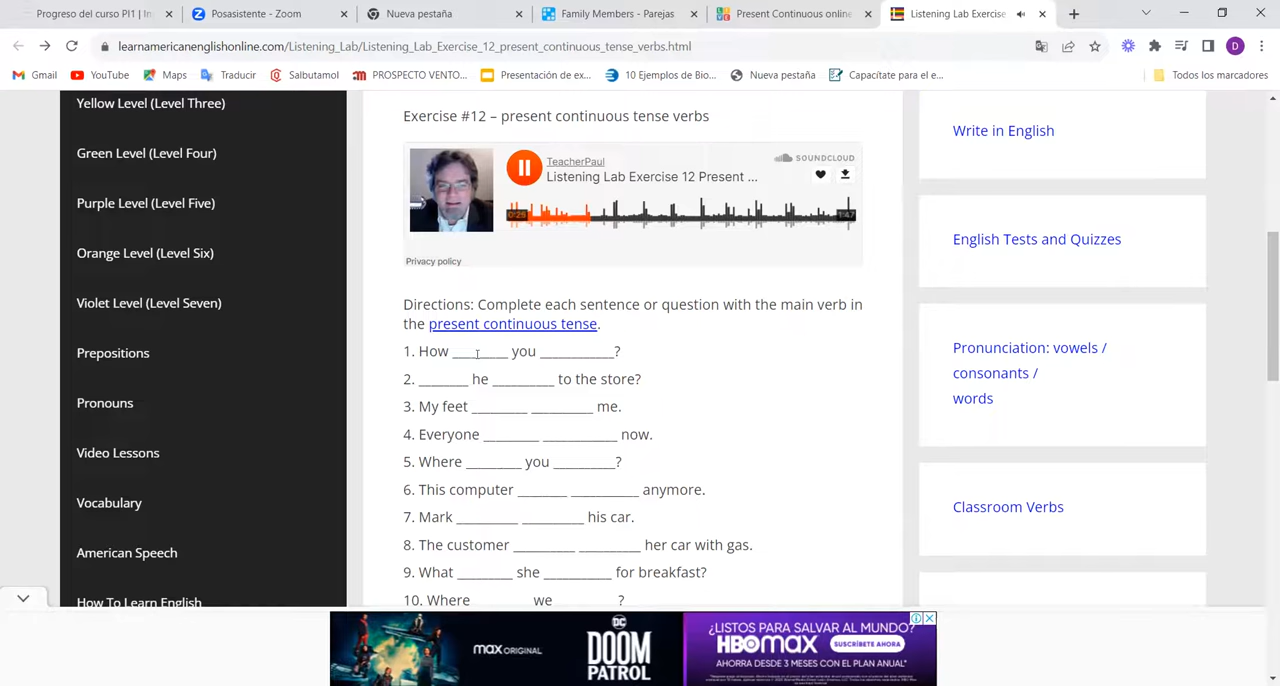 Progreso del curso PI1 | In
Posasistente - Zoom
Nueva pestaña
Family Members - Parejas
Present Continuous online
Listening Lab Exercise
learnamericanenglishonline.com/Listening_Lab/Listening_Lab_Exercise_12_present_continuous_tense_verbs.html
D
Gmail
YouTube
Maps
Traducir
Salbutamol
PROSPECTO VENTO...
Presentación de ex...
10 Ejemplos de Bio...
Nueva pestaña
Capacítate para el e...
Todos los marcadores
Yellow Level (Level Three)
Green Level (Level Four)
Purple Level (Level Five)
Orange Level (Level Six)
Violet Level (Level Seven)
Prepositions
Pronouns
Video Lessons
Vocabulary
American Speech
How To Learn English
Exercise #12 – present continuous tense verbs
TeacherPaul
SOUNDCLOUD
Listening Lab Exercise 12 Present ...
0:25
1:47
Privacy policy
Directions: Complete each sentence or question with the main verb in
the present continuous tense.
1. How ________ you ___________?
2. _______ he _________ to the store?
3. My feet ________ _________ me.
4. Everyone ________ ___________ now.
5. Where ________ you _________?
6. This computer _______ __________ anymore.
7. Mark _________ _________ his car.
8. The customer _________ _________ her car with gas.
9. What ________ she __________ for breakfast?
10. Where ________ we ________?
Write in English
English Tests and Quizzes
Pronunciation: vowels /
consonants /
words
Classroom Verbs
max ORIGINAL
DC
DOOM
PATROL
¿LISTOS PARA SALVAR AL MUNDO?
HBOmax
SUSCRÍBETE AHORA
AHORRA DESDE 3 MESES CON EL PLAN ANUAL*